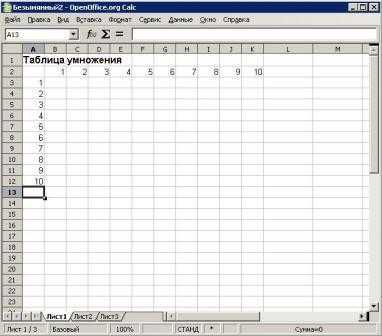 Безымянный2 - OpenOffice.org Calc
Файл Правка Вид Вставка Формат Сервис Данные Окно Справка
A13 f(x) Σ =
A B C D E F G H I J K L M
1 Таблица умножения
2 1 2 3 4 5 6 7 8 9 10
3 1
4 2
5 3
6 4
7 5
8 6
9 7
10 8
11 9
12 10
13
14
15
16
17
18
19
20
21
22
23
Лист1 Лист2 Лист3
Лист 1 / 3 Базовый 100% СТАНД * Сумма=0